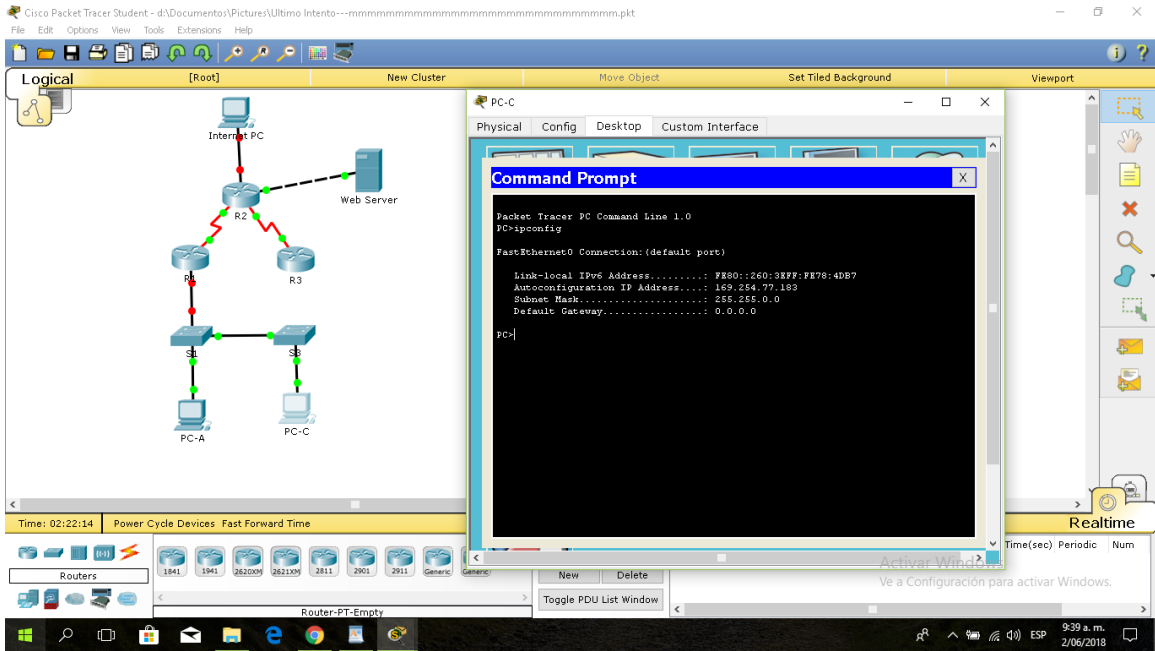 Cisco Packet Tracer Student - d:\Documentos\Pictures\Ultimo Intento---mmmmmmmmmmmmmmmmmmmmmmmmmmmmmmm.pkt
File Edit Options View Tools Extensions Help
Logical [Root] New Cluster Move Object Set Tiled Background Viewport
Internet PC
Web Server
R2
R1
R3
S1
S3
PC-A
PC-C
PC-C
Physical Config Desktop Custom Interface
Command Prompt X
Packet Tracer PC Command Line 1.0
PC>ipconfig
FastEthernet0 Connection:(default port)
Link-local IPv6 Address.........: FE80::260:3EFF:FE78:4DB7
Autoconfiguration IP Address....: 169.254.77.183
Subnet Mask.....................: 255.255.0.0
Default Gateway.................: 0.0.0.0
PC>
Time: 02:22:14 Power Cycle Devices Fast Forward Time Realtime
Routers
1841 1941 2620XM 2621XM 2811 2901 2911 Generic Generic
Router-PT-Empty
New Delete
Toggle PDU List Window
Time(sec) Periodic Num
Activar Windows
Ve a Configuración para activar Windows.
ESP
9:39 a. m.
2/06/2018